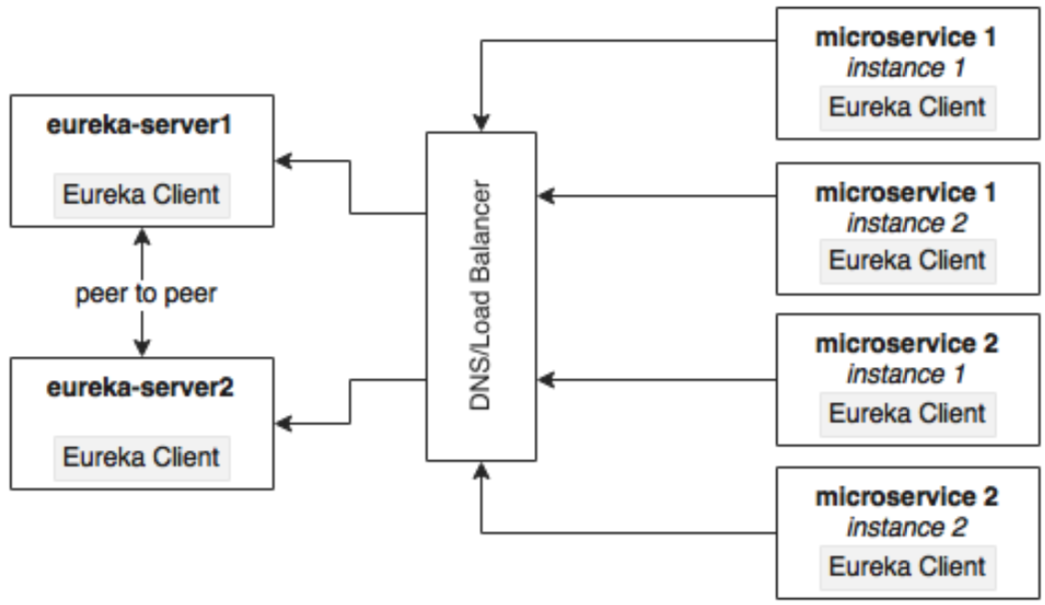 eureka-server1
Eureka Client
peer to peer
eureka-server2
Eureka Client
DNS/Load Balancer
microservice 1
instance 1
Eureka Client
microservice 1
instance 2
Eureka Client
microservice 2
instance 1
Eureka Client
microservice 2
instance 2
Eureka Client